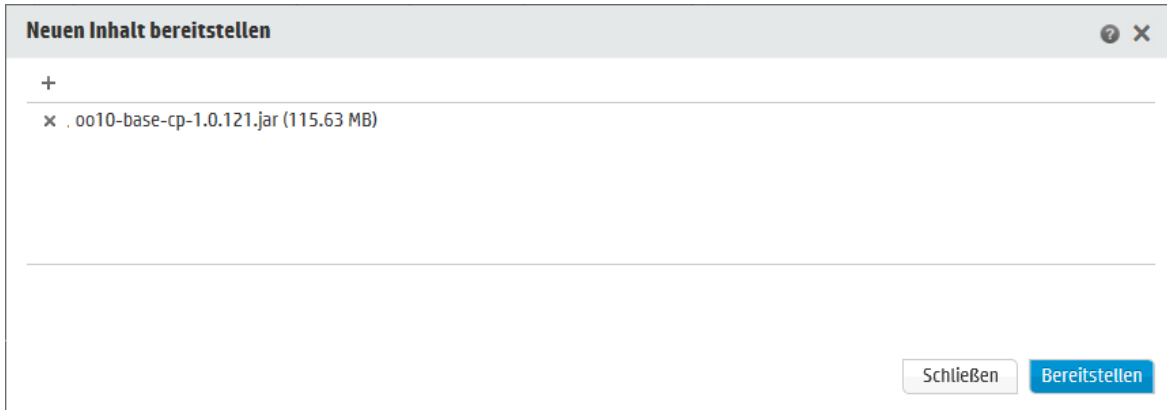 Neuen Inhalt bereitstellen
oo10-base-cp-1.0.121.jar (115.63 MB)
Schließen
Bereitstellen